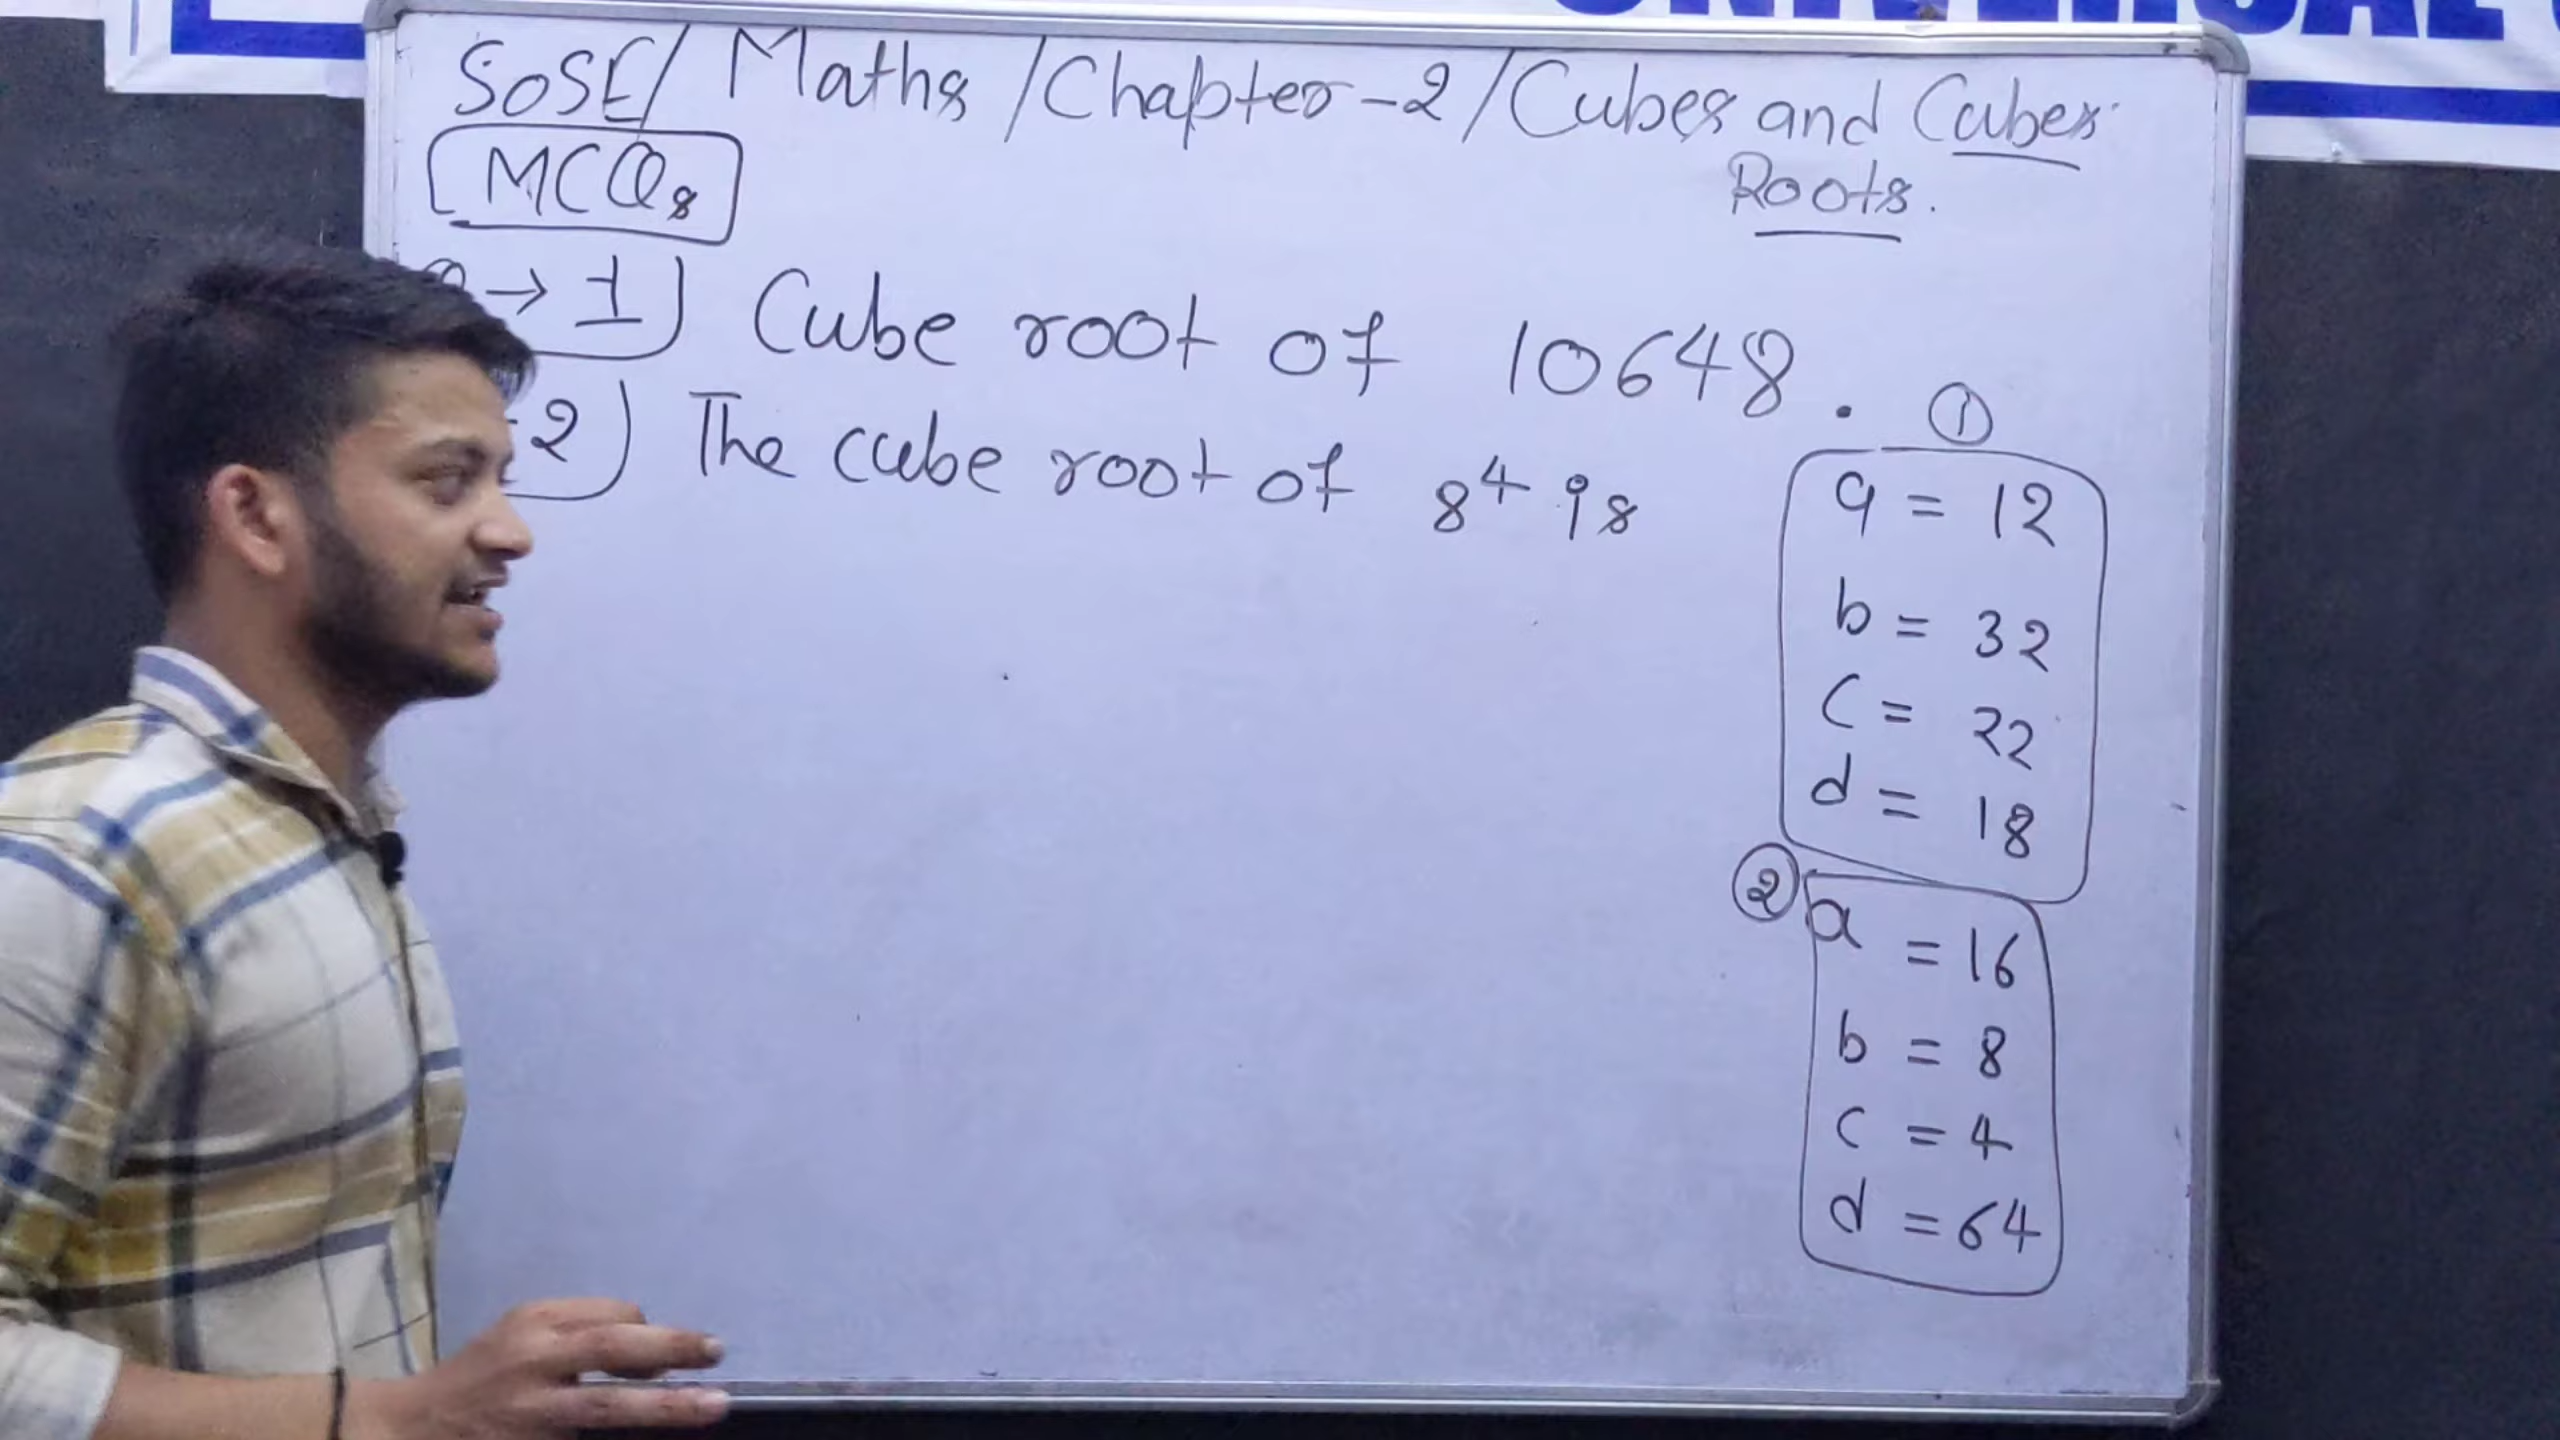 SoSE/ Maths /Chapter-2/Cubes and Cubes
Roots.
MCQs
→ 1) Cube root of 10648.
2) The cube root of 8⁴ is
①
a = 12
b = 32
c = 22
d = 18
②
a = 16
b = 8
c = 4
d = 64